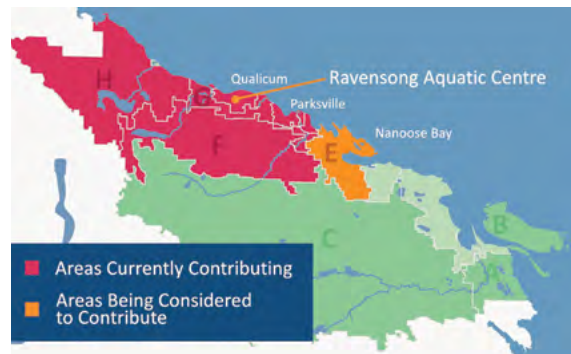 H
G
Qualicum
Ravensong Aquatic Centre
Parksville
F
E
Nanoose Bay
C
B
A
Areas Currently Contributing
Areas Being Considered
to Contribute